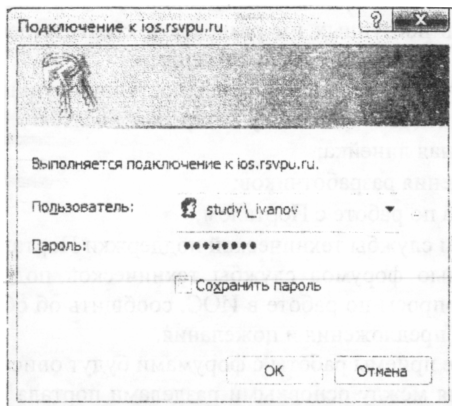 Подключение к ios.rsvpu.ru
?
Выполняется подключение к ios.rsvpu.ru.
Пользователь: study\_ivanov
Пароль: ••••••••
Сохранить пароль
OK Отмена